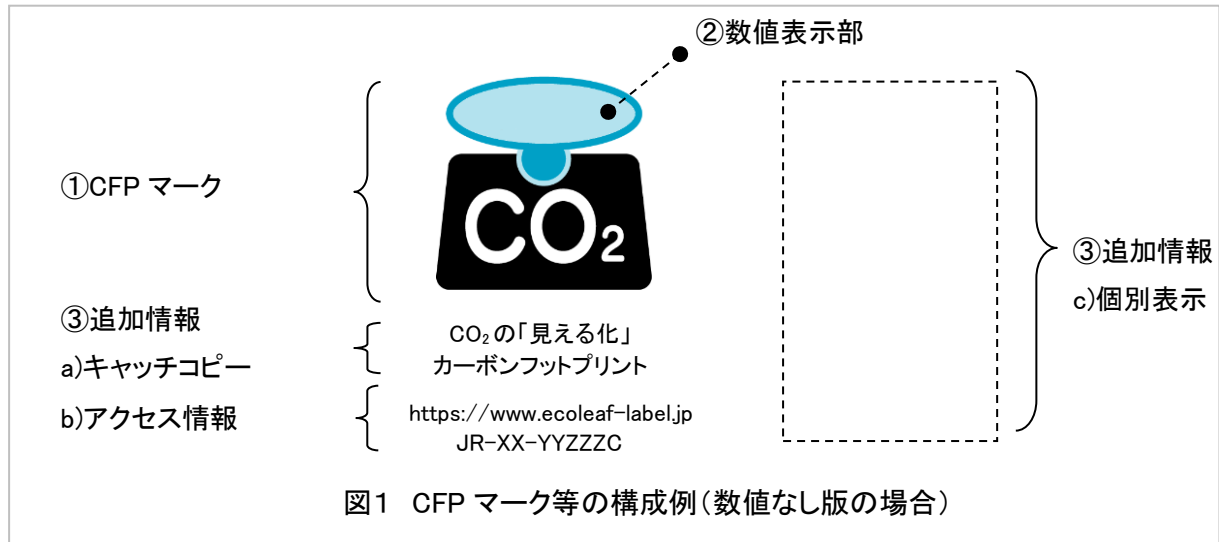 ②数値表示部
①CFP マーク
CO2
③追加情報
a)キャッチコピー
CO₂の「見える化」
カーボンフットプリント
b)アクセス情報
https://www.ecoleaf-label.jp
JR-XX-YYZZZC
③追加情報
c)個別表示
図1 CFP マーク等の構成例(数値なし版の場合)